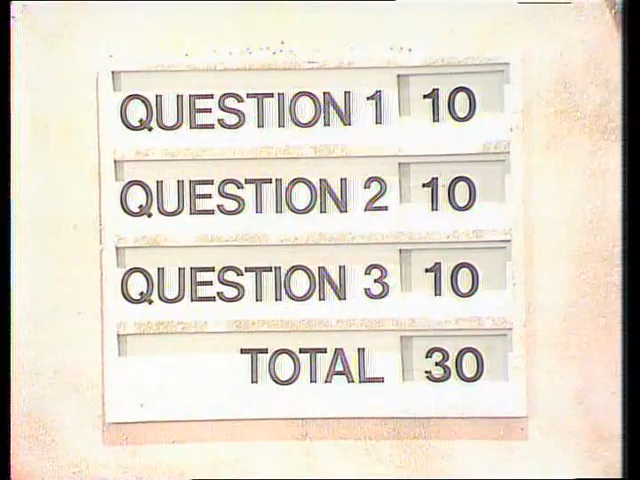 QUESTION 1 10
QUESTION 2 10
QUESTION 3 10
TOTAL 30